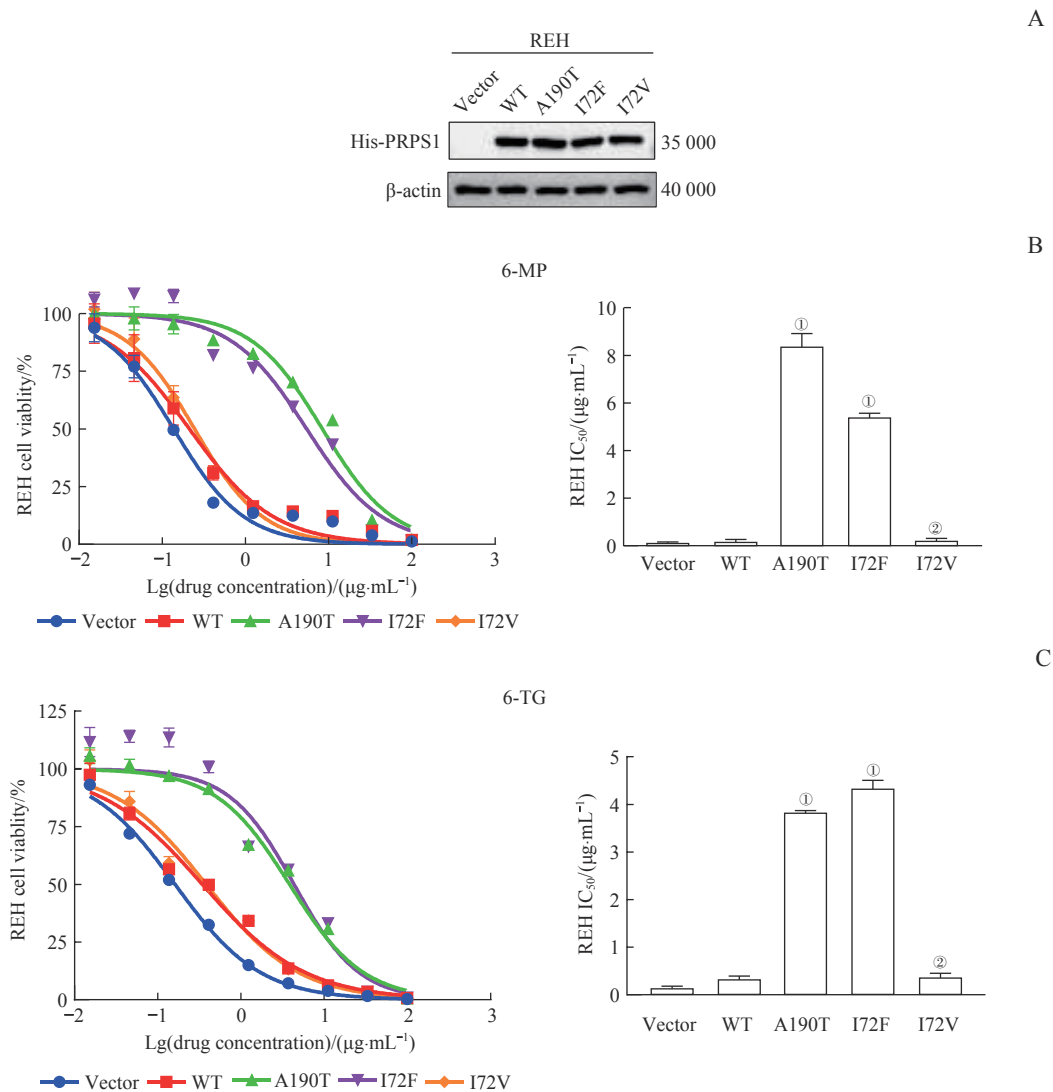 A
REH
Vector WT A190T I72F I72V
His-PRPS1 35 000
β-actin 40 000
B
6-MP
100
75
50
25
0
REH cell viability/%
−2 −1 0 1 2 3
Lg(drug concentration)/(μg·mL⁻¹)
Vector WT A190T I72F I72V
10
8
6
4
2
0
REH IC₅₀/(μg·mL⁻¹)
① ① ②
Vector WT A190T I72F I72V
C
6-TG
125
100
75
50
25
0
REH cell viablity/%
−2 −1 0 1 2 3
Lg(drug concentration)/(μg·mL⁻¹)
Vector WT A190T I72F I72V
5
4
3
2
1
0
REH IC₅₀/(μg·mL⁻¹)
① ① ②
Vector WT A190T I72F I72V